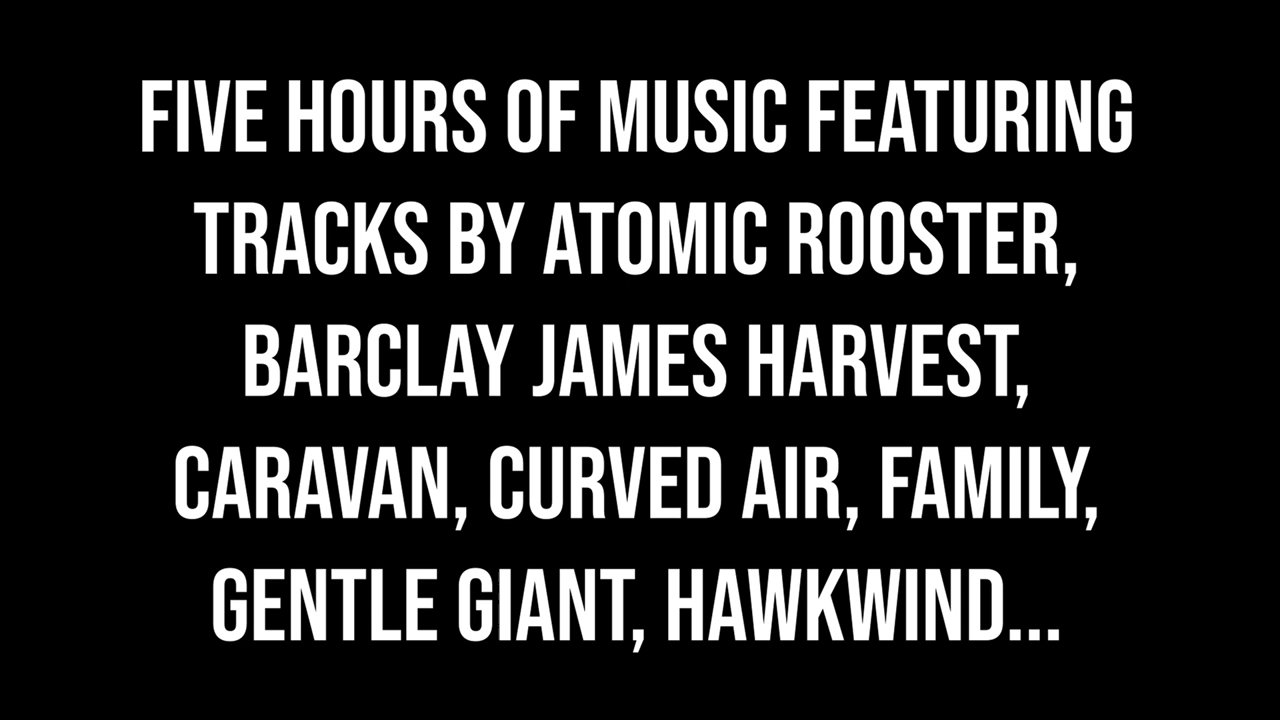 FIVE HOURS OF MUSIC FEATURING
TRACKS BY ATOMIC ROOSTER,
BARCLAY JAMES HARVEST,
CARAVAN, CURVED AIR, FAMILY,
GENTLE GIANT, HAWKWIND...